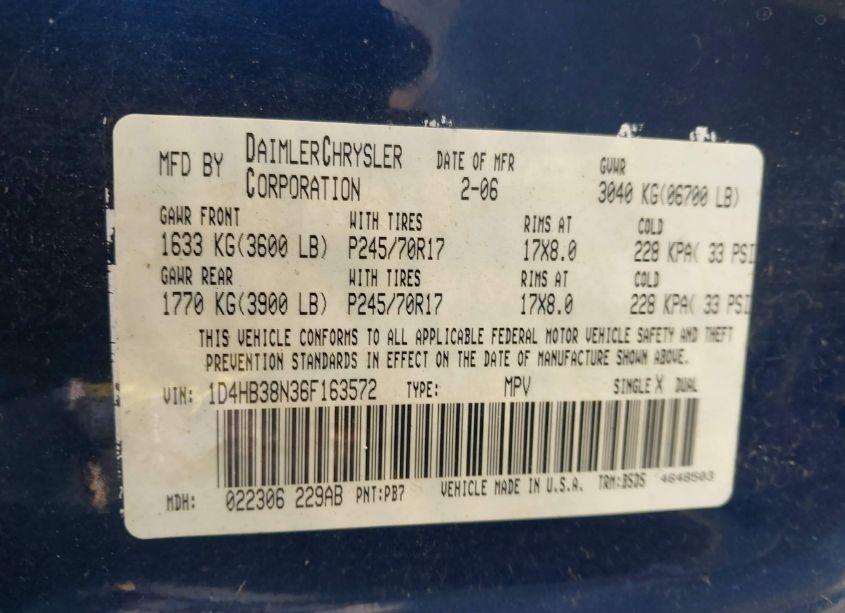 MFD BY DAIMLERCHRYSLER CORPORATION DATE OF MFR 2-06 GVWR 3040 KG(06700 LB)
GAWR FRONT WITH TIRES RIMS AT COLD
1633 KG(3600 LB) P245/70R17 17X8.0 228 KPA( 33 PSI
GAWR REAR WITH TIRES RIMS AT COLD
1770 KG(3900 LB) P245/70R17 17X8.0 228 KPA( 33 PSI
THIS VEHICLE CONFORMS TO ALL APPLICABLE FEDERAL MOTOR VEHICLE SAFETY AND THEFT
PREVENTION STANDARDS IN EFFECT ON THE DATE OF MANUFACTURE SHOWN ABOVE.
VIN: 1D4HB38N36F163572 TYPE: MPV SINGLE X DUAL
MDH: 022306 229AB PNT:PB7 VEHICLE MADE IN U.S.A. TRM:BSDS 4648503